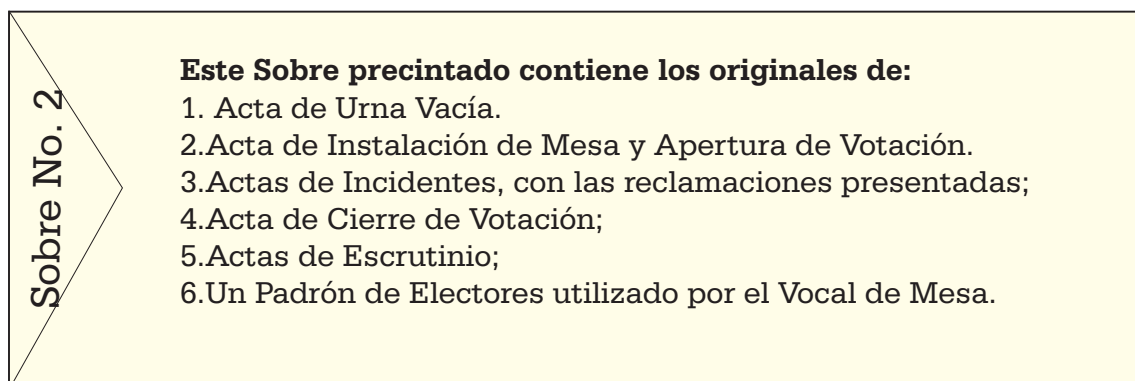 Sobre No. 2
Este Sobre precintado contiene los originales de:
1. Acta de Urna Vacía.
2.Acta de Instalación de Mesa y Apertura de Votación.
3.Actas de Incidentes, con las reclamaciones presentadas;
4.Acta de Cierre de Votación;
5.Actas de Escrutinio;
6.Un Padrón de Electores utilizado por el Vocal de Mesa.